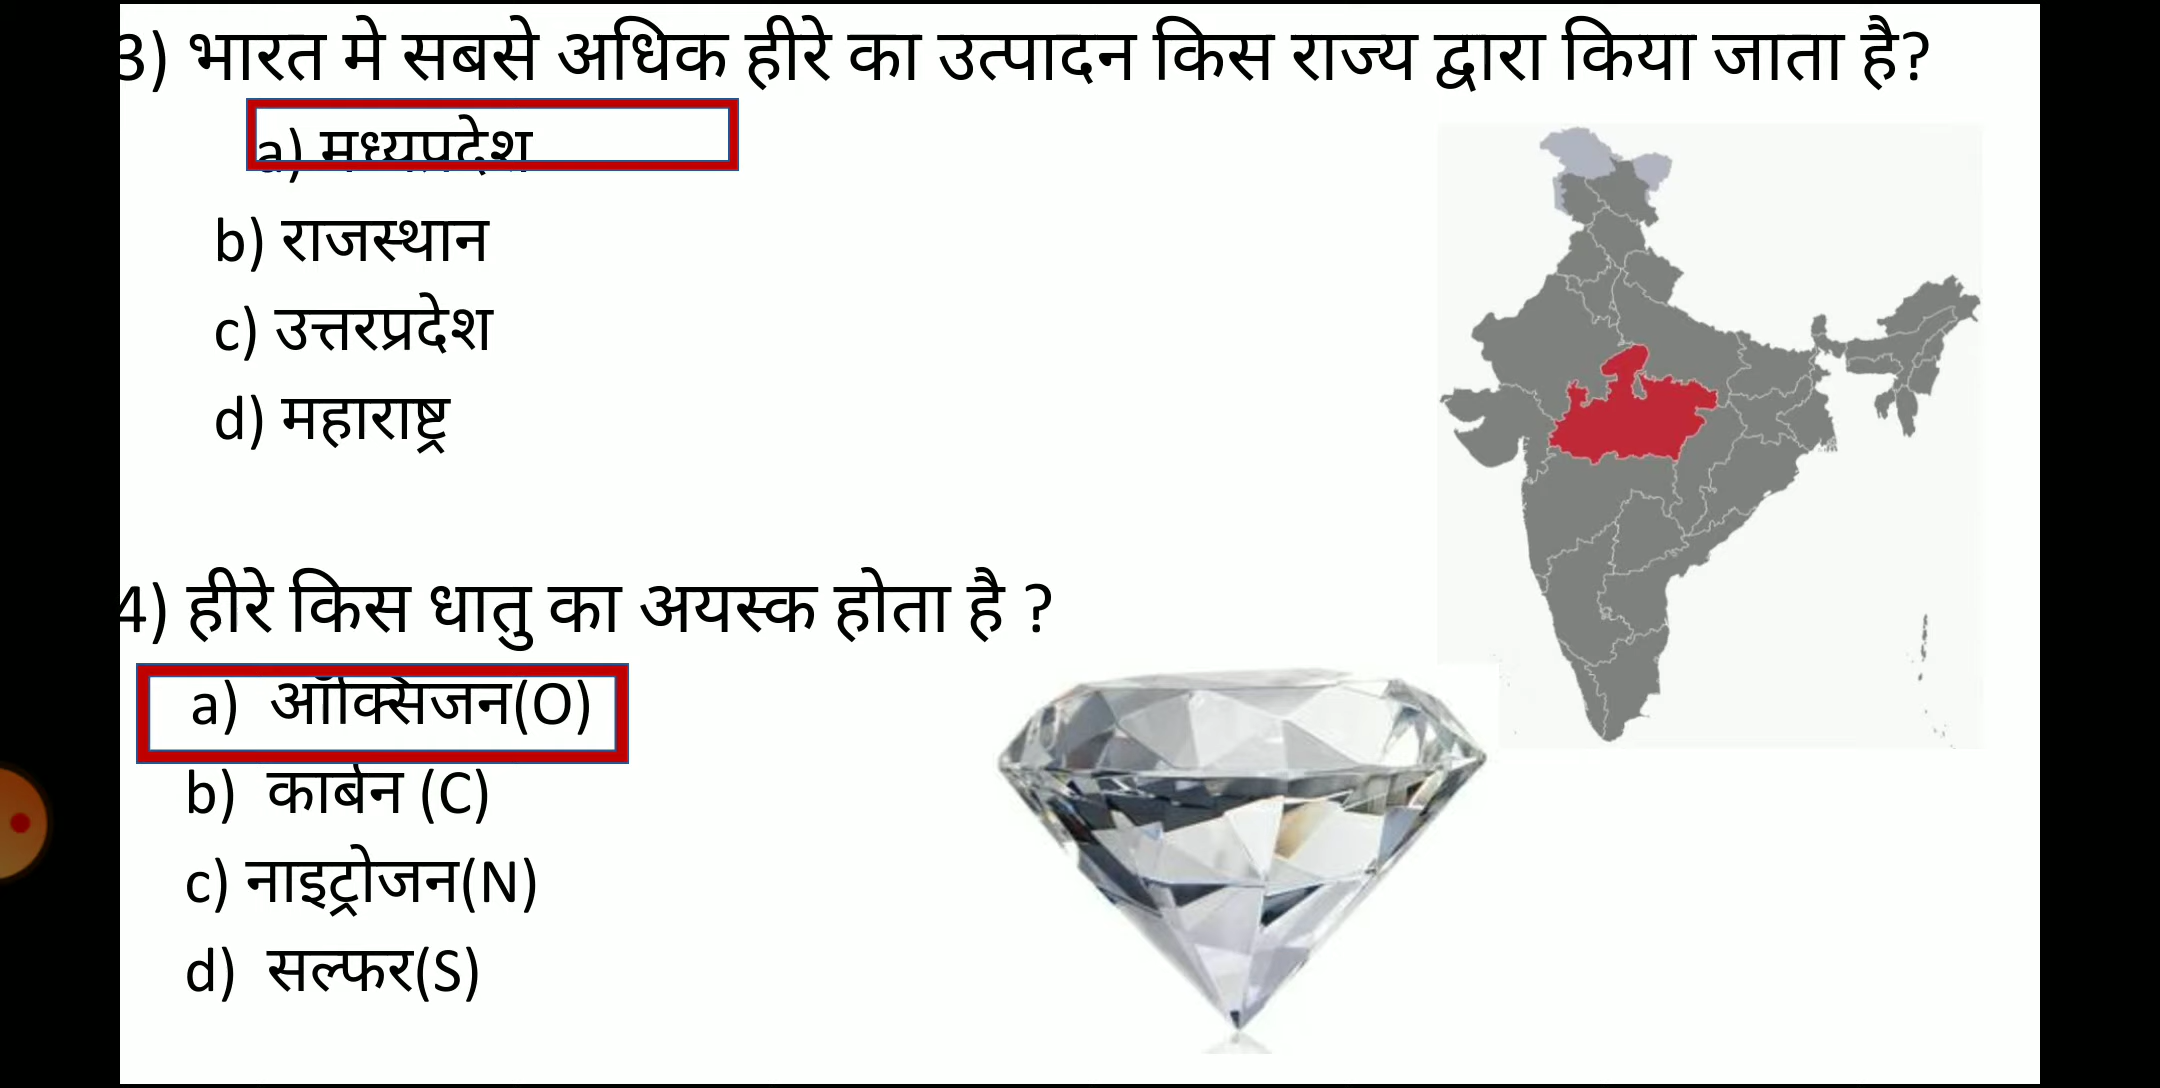 3) भारत मे सबसे अधिक हीरे का उत्पादन किस राज्य द्वारा किया जाता है?
a) मध्यप्रदेश
b) राजस्थान
c) उत्तरप्रदेश
d) महाराष्ट्र
4) हीरे किस धातु का अयस्क होता है ?
a) ऑक्सिजन(O)
b) कार्बन (C)
c) नाइट्रोजन(N)
d) सल्फर(S)